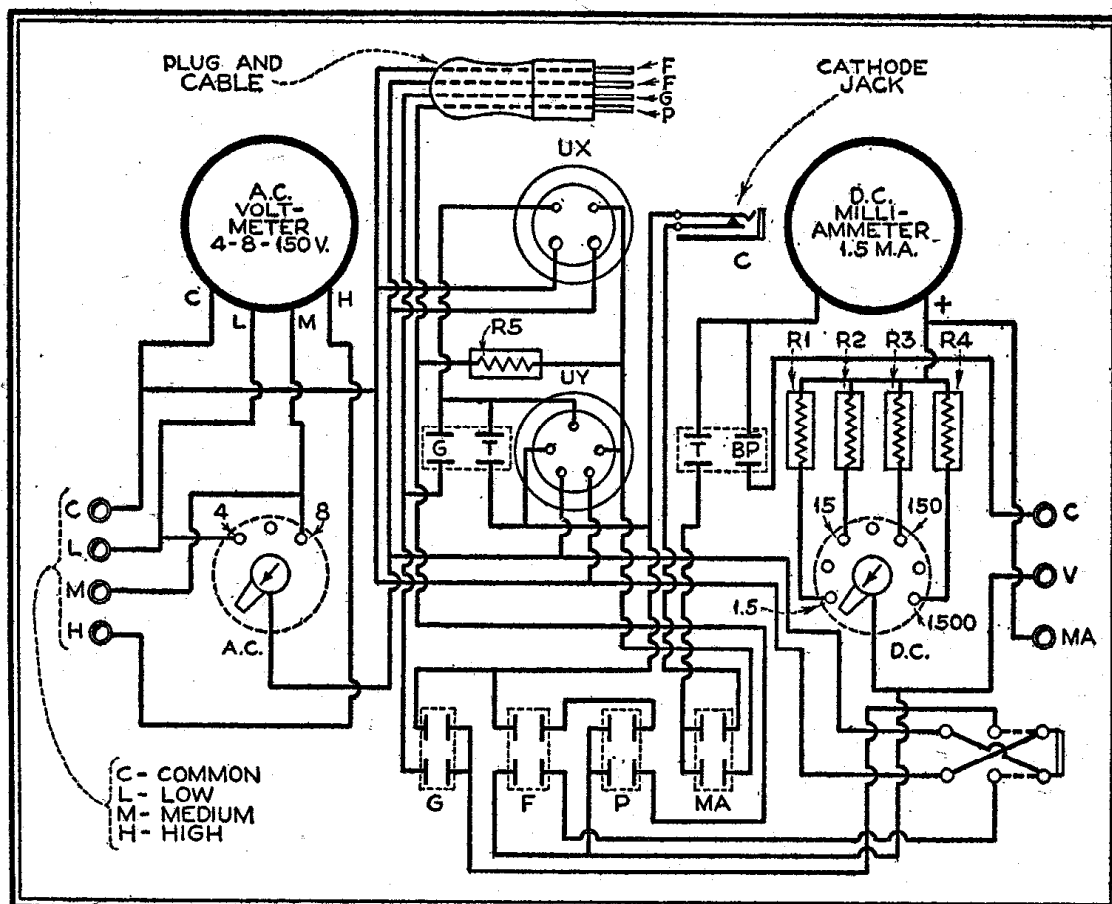 PLUG AND
CABLE
F
F
G
P
CATHODE
JACK
UX
A.C.
VOLT-
METER
4-8-150 V.
D.C.
MILLI-
AMMETER
1.5 M.A.
C
C
L
M
H
+
R5
R1
R2
R3
R4
UY
G
T
T
BP
C
L
M
H
4
8
A.C.
15
150
1.5
1500
D.C.
C
V
MA
G
F
P
MA
C - COMMON
L - LOW
M - MEDIUM
H - HIGH